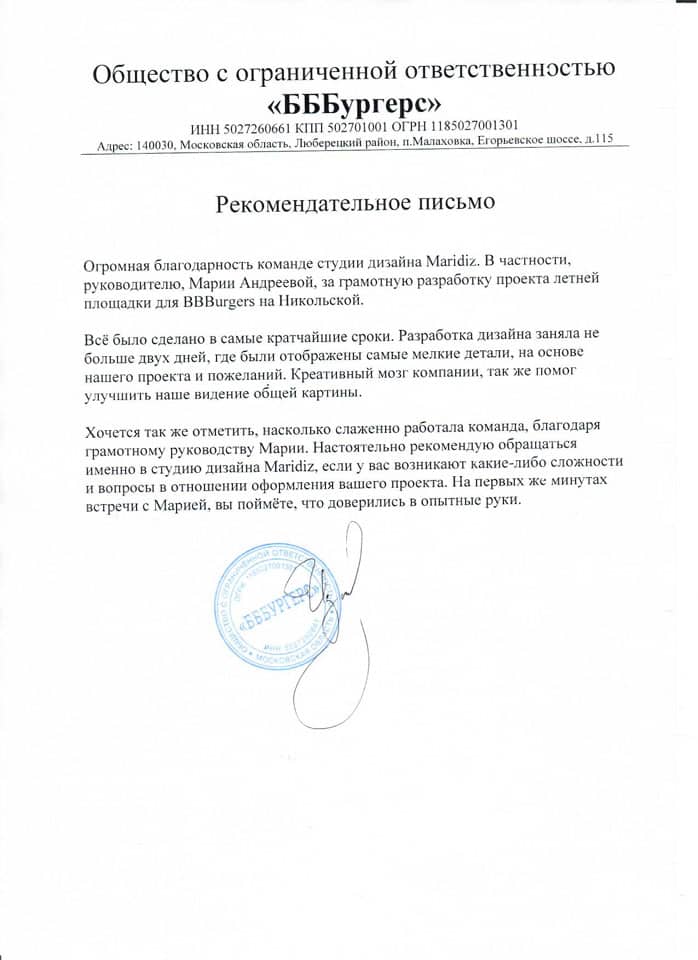 Общество с ограниченной ответственностью
«БББургерс»
ИНН 5027260661 КПП 502701001 ОГРН 1185027001301
Адрес: 140030, Московская область, Люберецкий район, п.Малаховка, Егорьевское шоссе, д.115
Рекомендательное письмо
Огромная благодарность команде студии дизайна Maridiz. В частности,
руководителю, Марии Андреевой, за грамотную разработку проекта летней
площадки для BBBurgers на Никольской.
Всё было сделано в самые кратчайшие сроки. Разработка дизайна заняла не
больше двух дней, где были отображены самые мелкие детали, на основе
нашего проекта и пожеланий. Креативный мозг компании, так же помог
улучшить наше видение общей картины.
Хочется так же отметить, насколько слаженно работала команда, благодаря
грамотному руководству Марии. Настоятельно рекомендую обращаться
именно в студию дизайна Maridiz, если у вас возникают какие-либо сложности
и вопросы в отношении оформления вашего проекта. На первых же минутах
встречи с Марией, вы поймёте, что доверились в опытные руки.
ОБЩЕСТВО С ОГРАНИЧЕННОЙ ОТВЕТСТВЕННОСТЬЮ
ОГРН
«БББУРГЕРС»
ИНН 5027260661
МОСКОВСКАЯ ОБЛАСТЬ